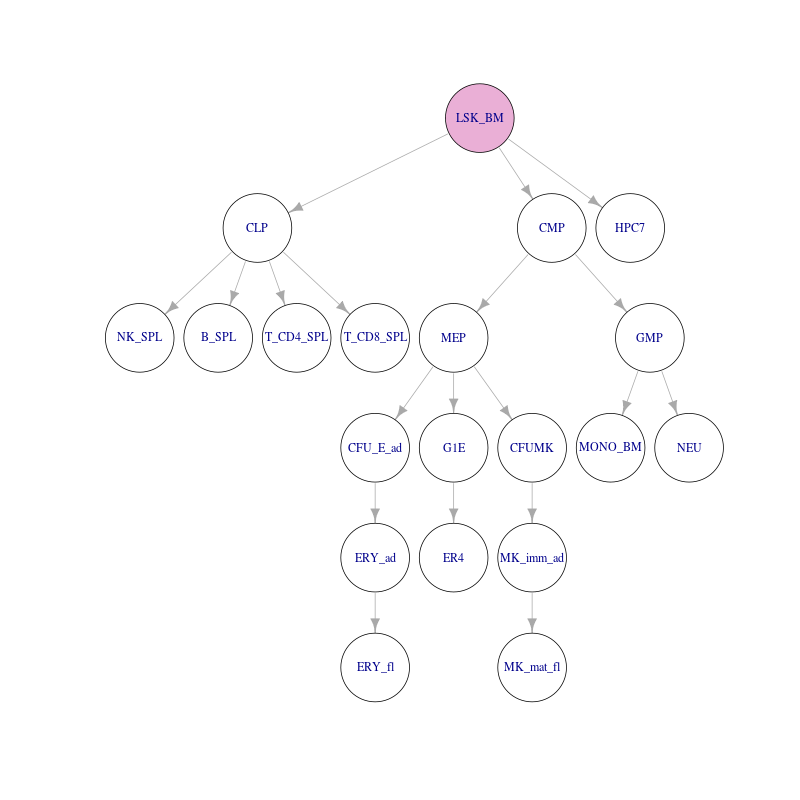 LSK_BM
CLP
CMP
HPC7
NK_SPL
B_SPL
T_CD4_SPL
T_CD8_SPL
MEP
GMP
CFU_E_ad
G1E
CFUMK
MONO_BM
NEU
ERY_ad
ER4
MK_imm_ad
ERY_fl
MK_mat_fl